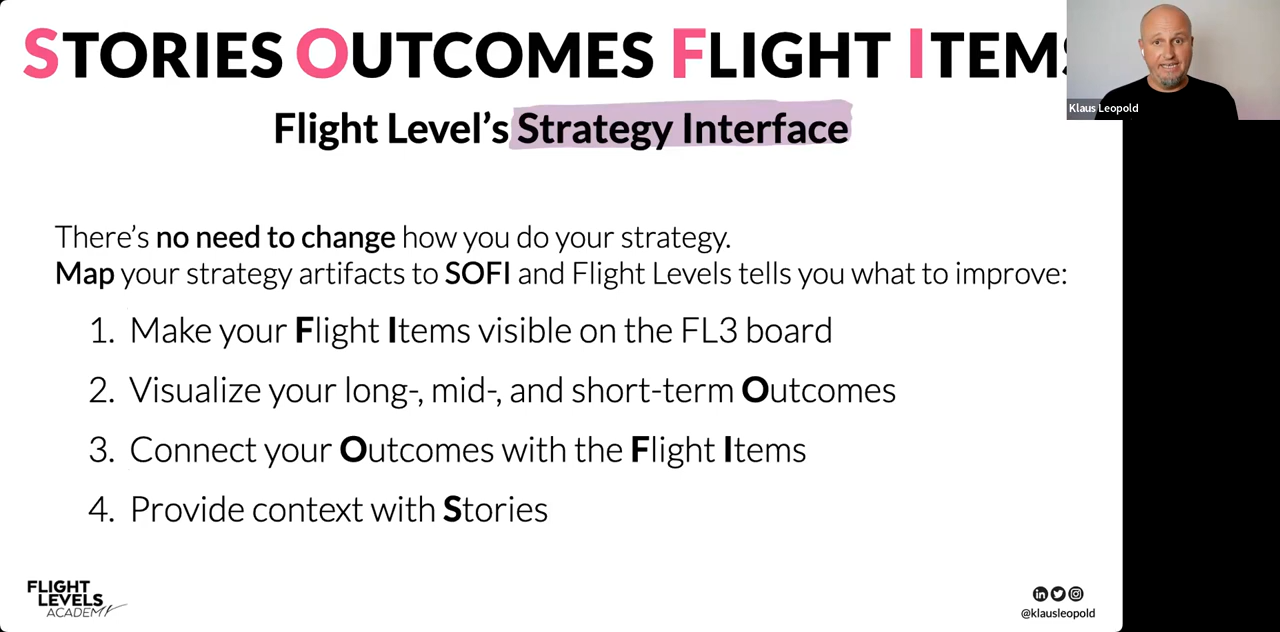 STORIES OUTCOMES FLIGHT ITEMS
Klaus Leopold
Flight Level's Strategy Interface
There's no need to change how you do your strategy.
Map your strategy artifacts to SOFI and Flight Levels tells you what to improve:
1. Make your Flight Items visible on the FL3 board
2. Visualize your long-, mid-, and short-term Outcomes
3. Connect your Outcomes with the Flight Items
4. Provide context with Stories
FLIGHT
LEVELS
ACADEMY
in
@klausleopold